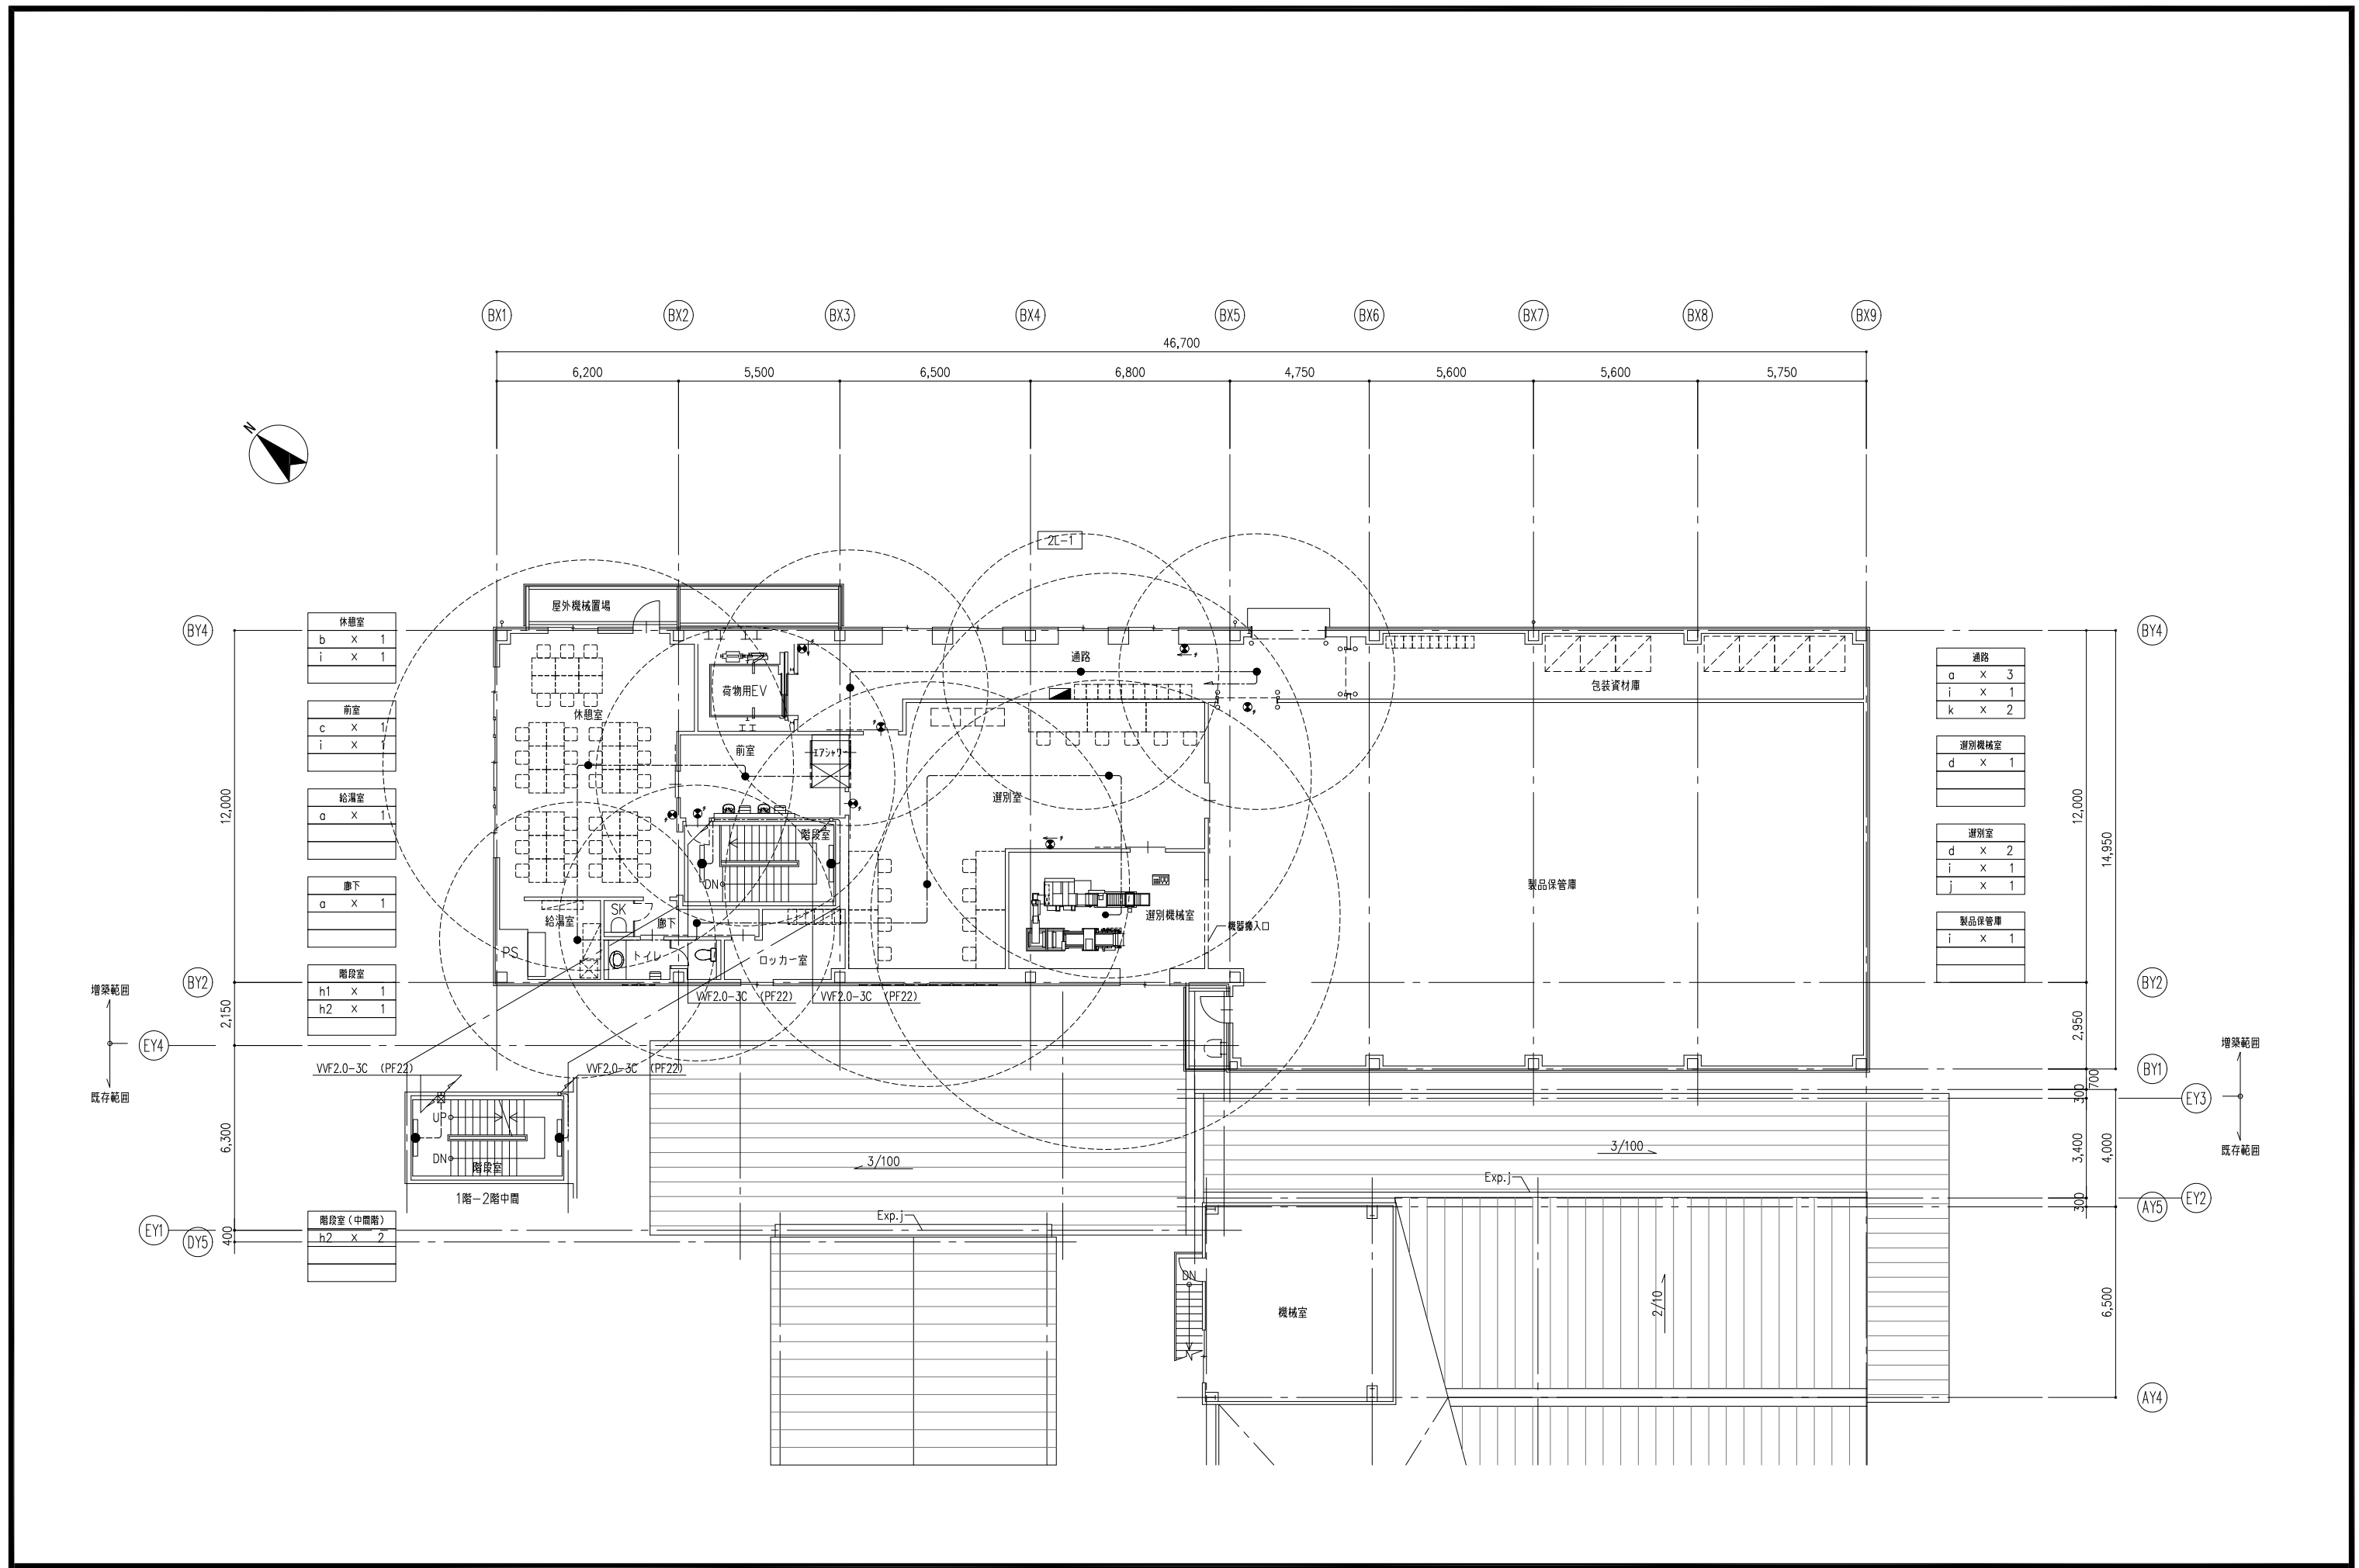 BX1 BX2 BX3 BX4 BX5 BX6 BX7 BX8 BX9
46,700
6,200 5,500 6,500 6,800 4,750 5,600 5,600 5,750
N
2L-1
屋外機械置場
BY4
BY4
休憩室
b x 1
i x 1
前室
c x 1
i x 1
給湯室
a x 1
廊下
a x 1
階段室
h1 x 1
h2 x 1
階段室(中間階)
h2 x 2
通路
a x 3
i x 1
k x 2
選別機械室
d x 1
選別室
d x 2
i x 1
j x 1
製品保管庫
i x 1
通路
荷物用EV
包装資材庫
休憩室
前室
エアシャワー
選別室
階段室
DN
製品保管庫
SK
給湯室
廊下
選別機械室
機器搬入口
PS
トイレ
ロッカー室
VVF2.0-3C (PF22)
VVF2.0-3C (PF22)
12,000
BY2
2,150
EY4
6,300
EY1
400
DY5
増築範囲
既存範囲
VVF2.0-3C (PF22)
VVF2.0-3C (PF22)
UP
DN
階段室
1階-2階中間
12,000
14,950
BY2
2,950
BY1
700
300
EY3
3,400
4,000
300
EY2
AY5
6,500
AY4
増築範囲
既存範囲
3/100
3/100
Exp.j
Exp.j
DN
機械室
2/10